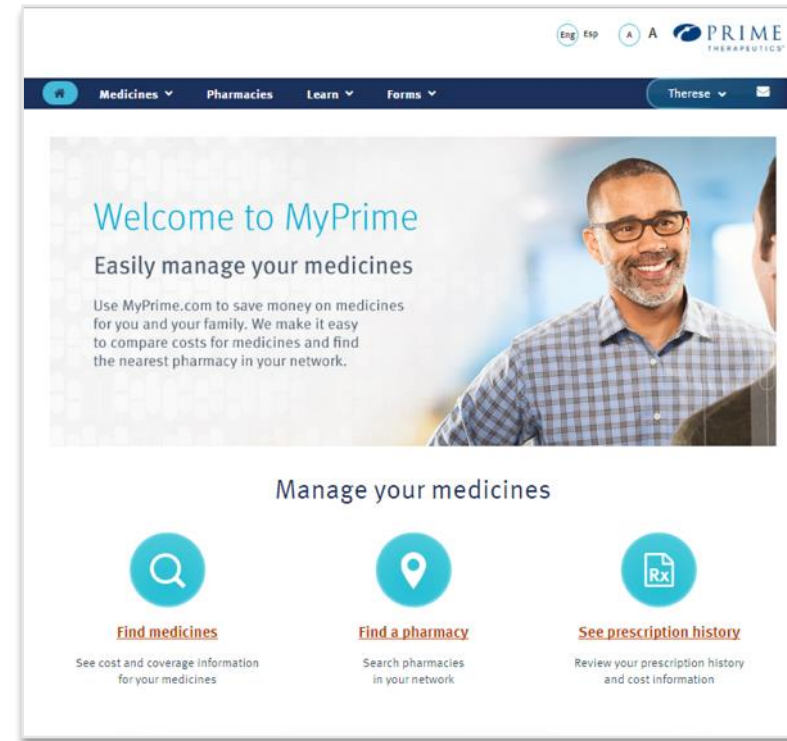 Eng Esp A A PRIME
THERAPEUTICS
Medicines Pharmacies Learn Forms Therese
Welcome to MyPrime
Easily manage your medicines
Use MyPrime.com to save money on medicines
for you and your family. We make it easy
to compare costs for medicines and find
the nearest pharmacy in your network.
Manage your medicines
Rx
Find medicines Find a pharmacy See prescription history
See cost and coverage information Search pharmacies Review your prescription history
for your medicines in your network and cost information